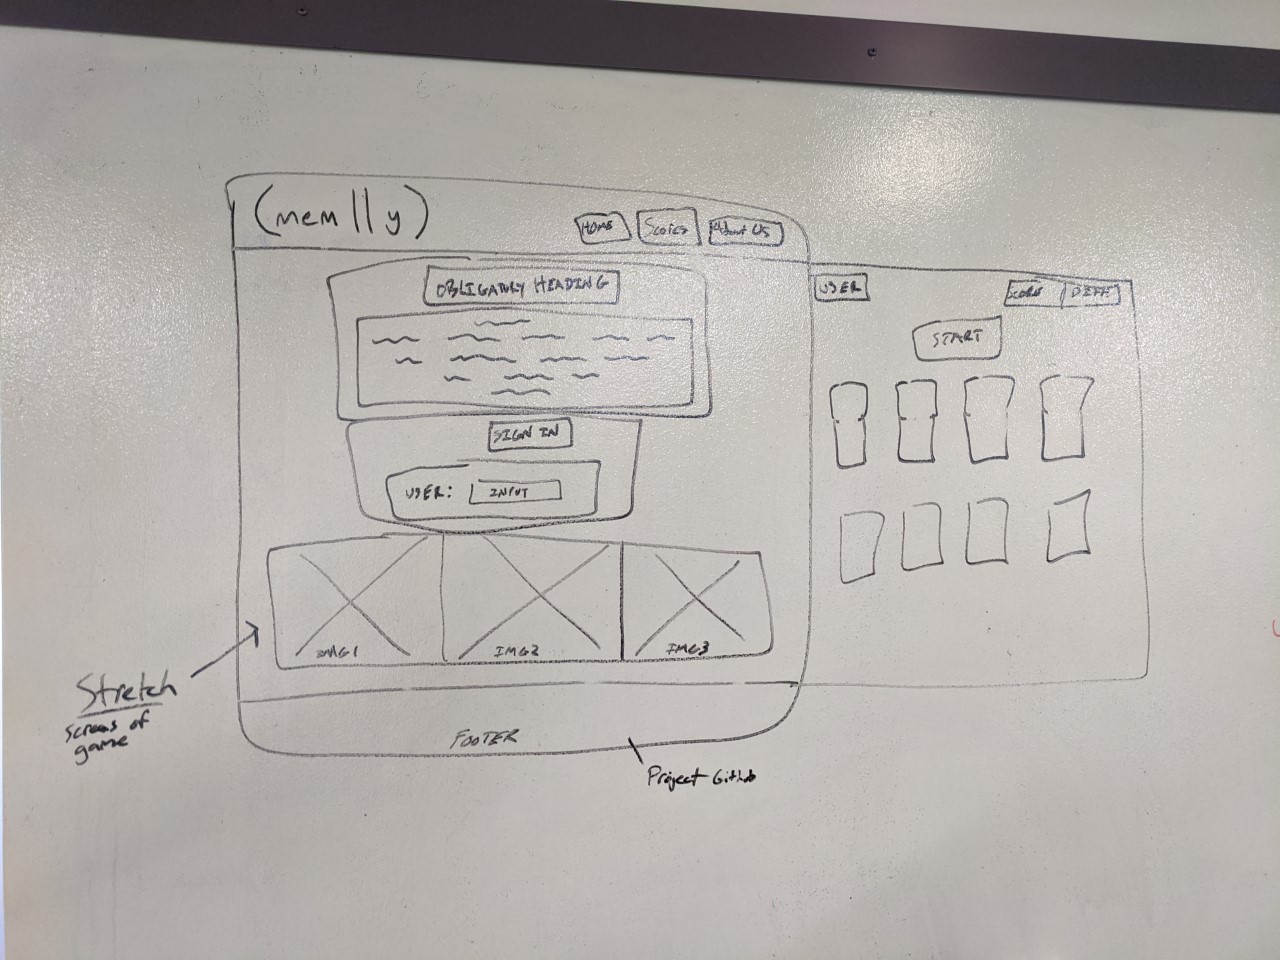 (mem||y)
HOME
Scores
About Us
OBLIGATORY HEADING
SIGN IN
USER:
INPUT
IMG1
IMG2
IMG3
Stretch
screens of
game
FOOTER
Project Github
USER
SCORE
DIFF
START